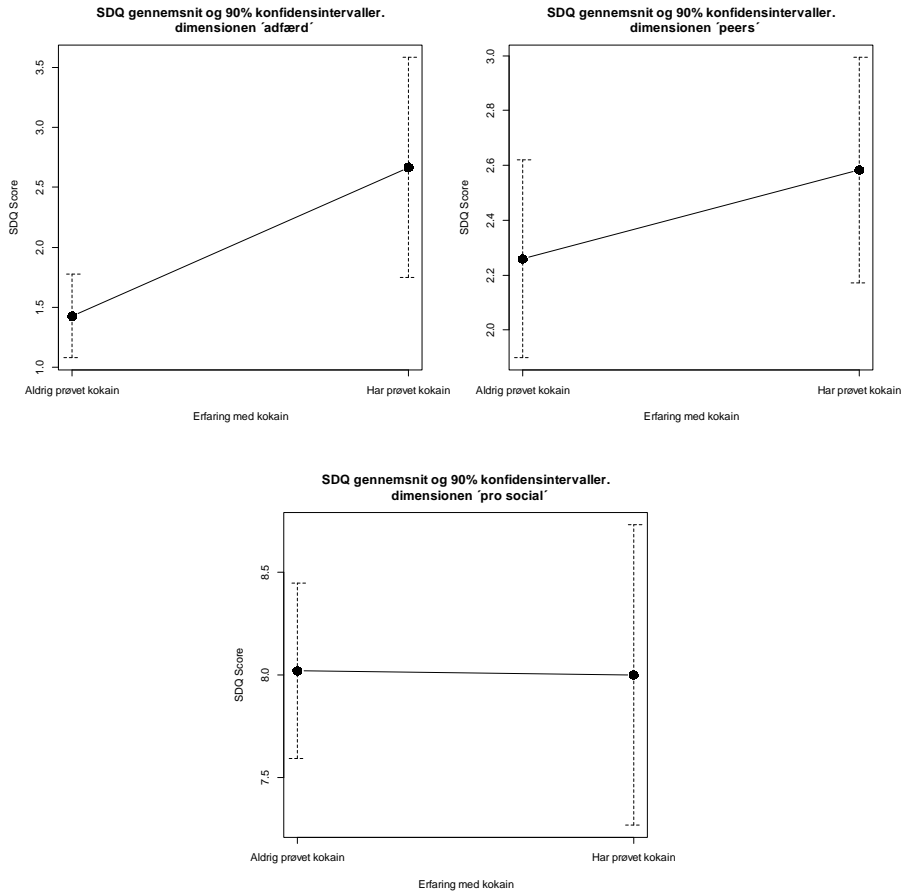 SDQ gennemsnit og 90% konfidensintervaller.
dimensionen ´adfærd´
SDQ Score
3.5
3.0
2.5
2.0
1.5
1.0
Aldrig prøvet kokain
Har prøvet kokain
Erfaring med kokain
SDQ gennemsnit og 90% konfidensintervaller.
dimensionen ´peers´
SDQ Score
3.0
2.8
2.6
2.4
2.2
2.0
Aldrig prøvet kokain
Har prøvet kokain
Erfaring med kokain
SDQ gennemsnit og 90% konfidensintervaller.
dimensionen ´pro social´
SDQ Score
8.5
8.0
7.5
Aldrig prøvet kokain
Har prøvet kokain
Erfaring med kokain